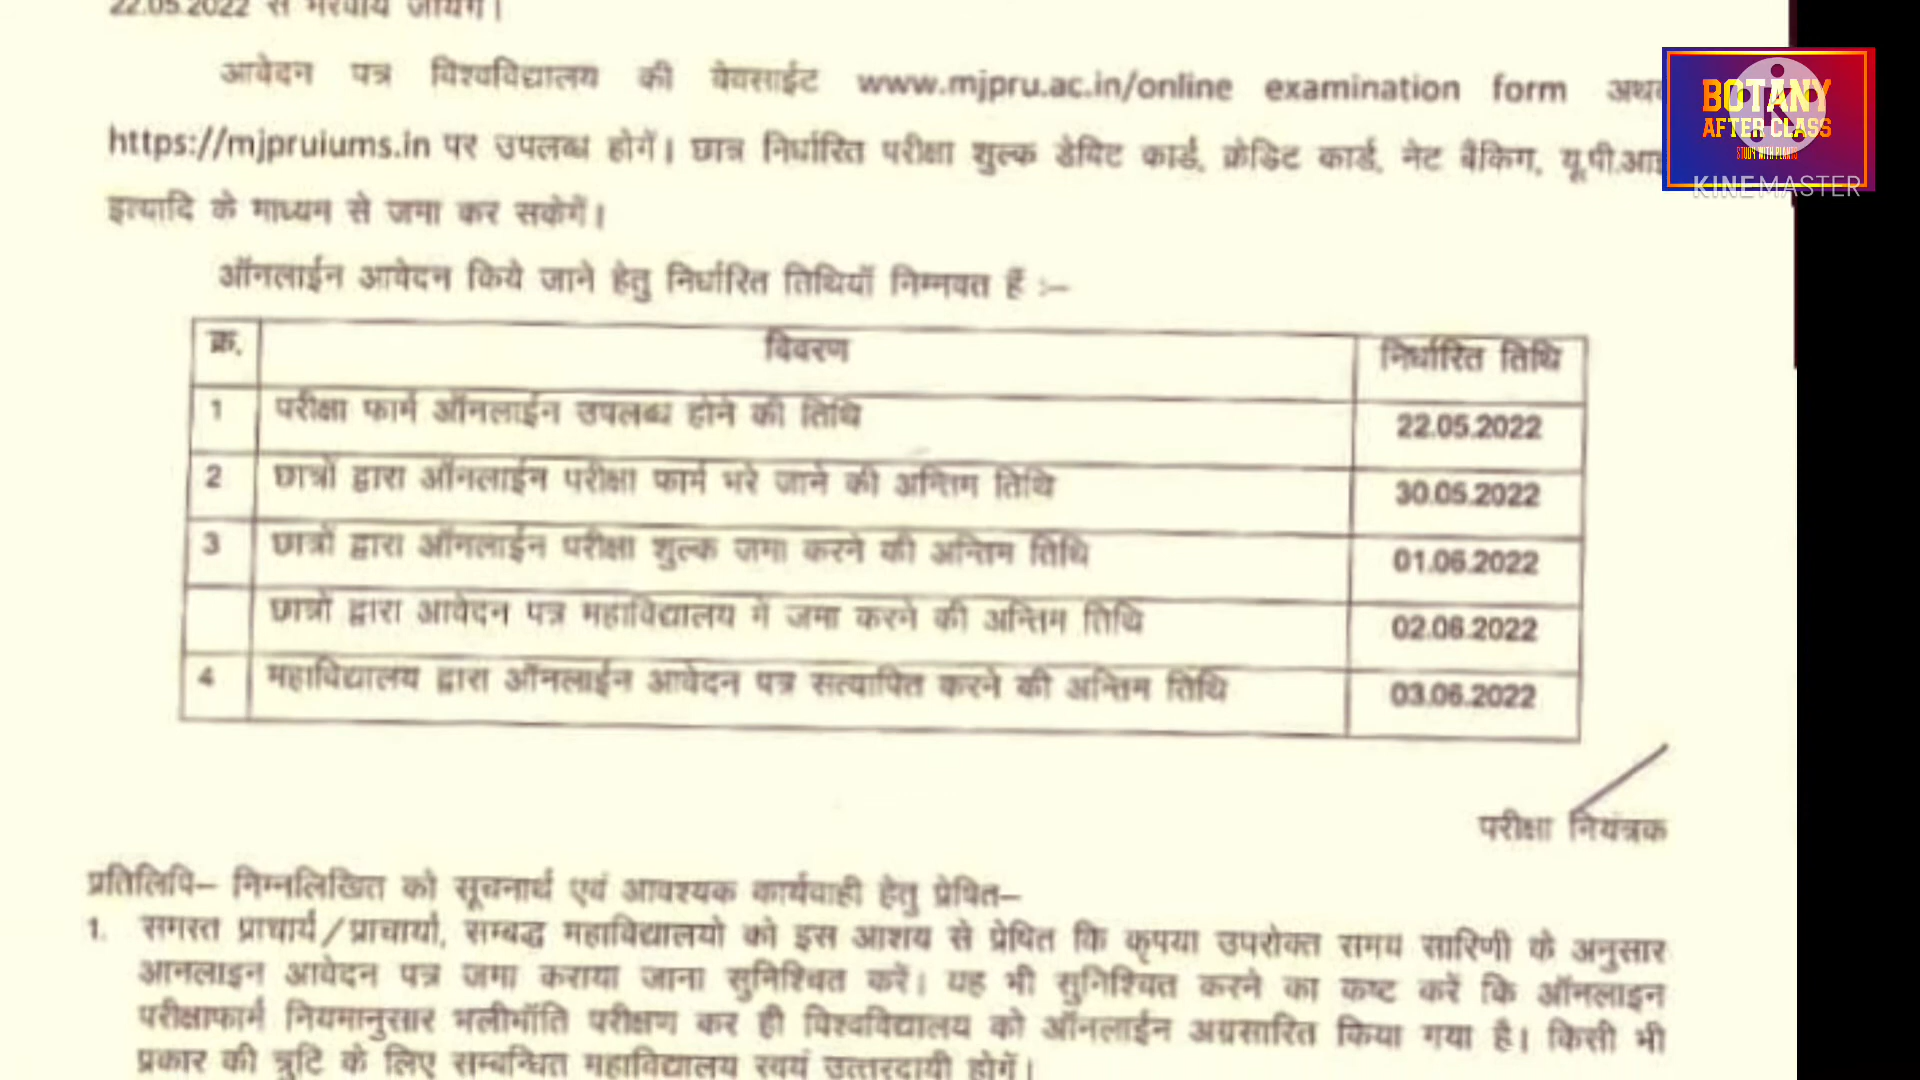 22.05.2022 से भरवाये जायेंगे।
आवेदन पत्र विश्वविद्यालय की वेवसाईट www.mjpru.ac.in/online examination form
https://mjpruiums.in पर उपलब्ध होगें। छात्र निर्धारित परीक्षा शुल्क डेविट कार्ड, क्रेडिट कार्ड, नेट बैंकिग, यू.पी.आई
इत्यादि के माध्यम से जमा कर सकेगें।
ऑनलाईन आवेदन किये जाने हेतु निर्धारित तिथियॉ निम्नवत हैं :–
क्र. विवरण निर्धारित तिथि
1 परीक्षा फार्म ऑनलाईन उपलब्ध होने की तिथि 22.05.2022
2 छात्रों द्वारा ऑनलाईन परीक्षा फार्म भरे जाने की अन्तिम तिथि 30.05.2022
3 छात्रों द्वारा ऑनलाईन परीक्षा शुल्क जमा करने की अन्तिम तिथि 01.06.2022
छात्रों द्वारा आवेदन पत्र महाविद्यालय में जमा करने की अन्तिम तिथि 02.06.2022
4 महाविद्यालय द्वारा ऑनलाईन आवेदन पत्र सत्यापित करने की अन्तिम तिथि 03.06.2022
परीक्षा नियंत्रक
प्रतिलिपि– निम्नलिखित को सूचनार्थ एवं आवश्यक कार्यवाही हेतु प्रेषित–
1. समस्त प्राचार्य/प्राचार्या, सम्बद्ध महाविद्यालयो को इस आशय से प्रेषित कि कृपया उपरोक्त समय सारिणी के अनुसार
आनलाइन आवेदन पत्र जमा कराया जाना सुनिश्चित करें। यह भी सुनिश्चित करने का कष्ट करें कि ऑनलाइन
परीक्षाफार्म नियमानुसार भलीभॉति परीक्षण कर ही विश्वविद्यालय को ऑनलाईन अग्रसारित किया गया है। किसी भी
प्रकार की त्रुटि के लिए सम्बन्धित महाविद्यालय स्वयं उत्तरदायी होगें।
BOTANY
AFTER CLASS
STUDY WITH PLANTS
KINEMASTER